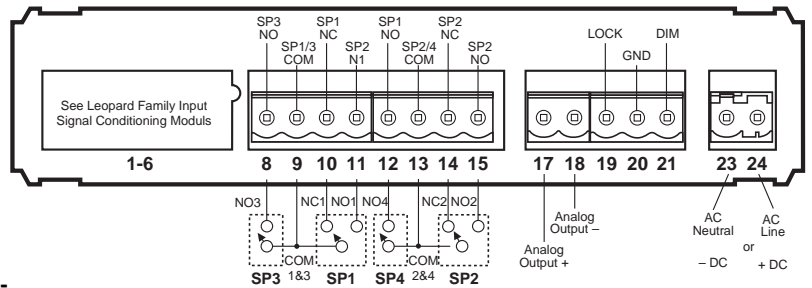 SP3 NO
SP1/3 COM
SP1 NC
SP2 N1
SP1 NO
SP2/4 COM
SP2 NC
SP2 NO
LOCK
GND
DIM
See Leopard Family Input
Signal Conditioning Moduls
1-6
8 9 10 11 12 13 14 15 17 18 19 20 21 23 24
NO3 NC1 NO1 NO4 NC2 NO2
COM 1&3
COM 2&4
SP3 SP1 SP4 SP2
Analog Output +
Analog Output –
AC Neutral
or
AC Line
– DC
+ DC
-